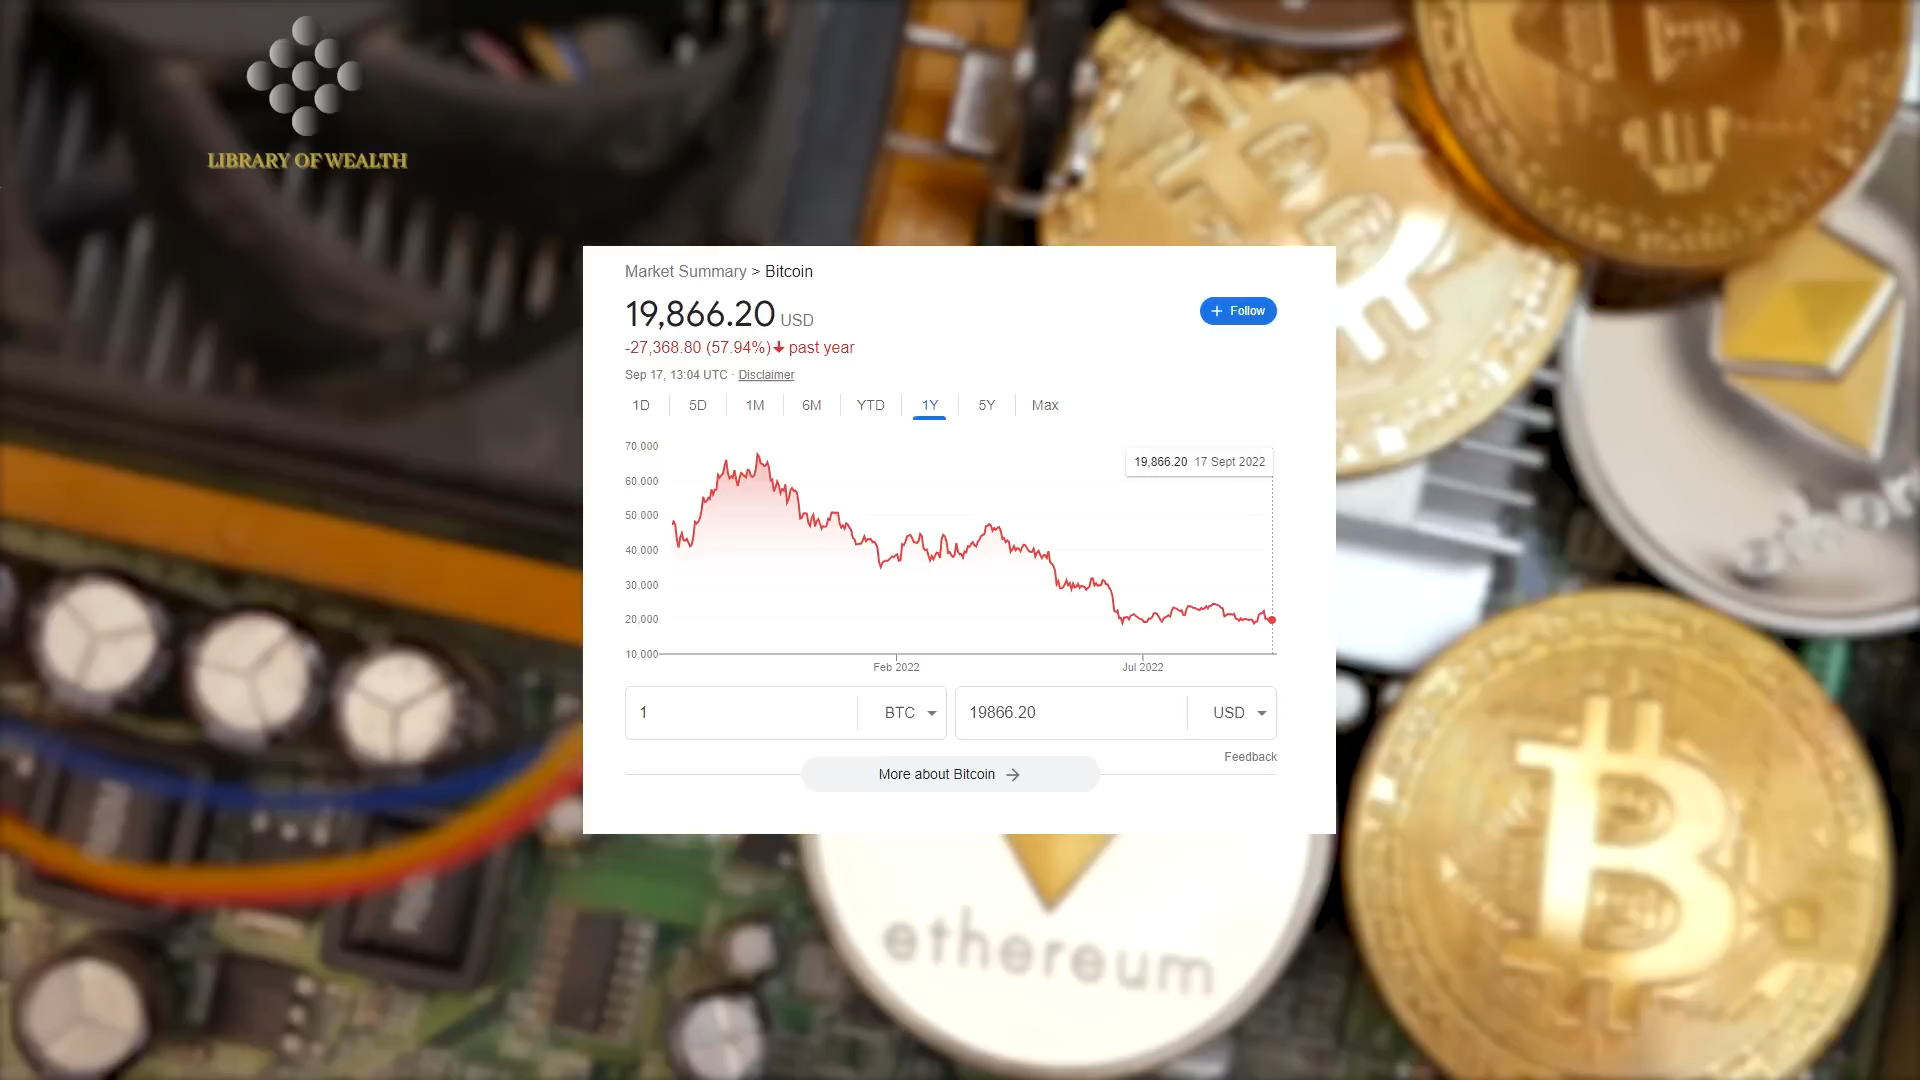 LIBRARY OF WEALTH
Market Summary > Bitcoin
19,866.20 USD
+ Follow
-27,368.80 (57.94%) past year
Sep 17, 13:04 UTC · Disclaimer
1D 5D 1M 6M YTD 1Y 5Y Max
70,000
19,866.20 17 Sept 2022
60,000
50,000
40,000
30,000
20,000
10,000
Feb 2022 Jul 2022
1 BTC 19866.20 USD
Feedback
More about Bitcoin
ethereum